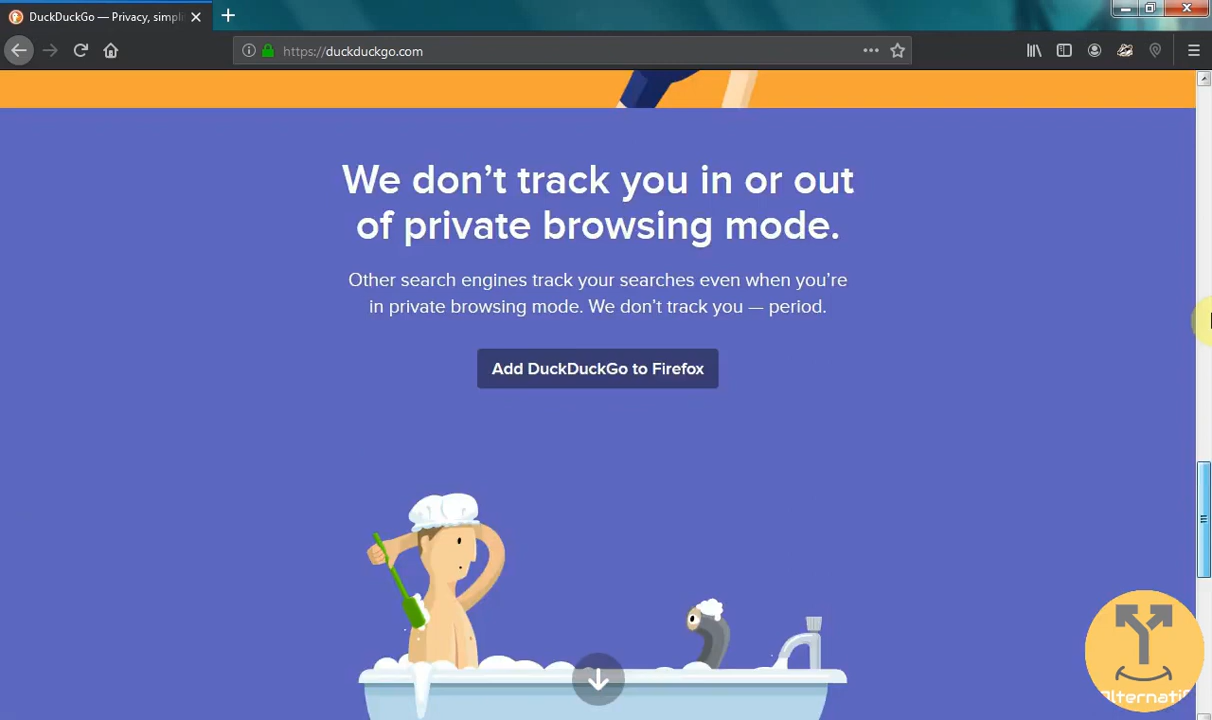 DuckDuckGo — Privacy, simpli
https://duckduckgo.com
We don't track you in or out
of private browsing mode.
Other search engines track your searches even when you're
in private browsing mode. We don't track you — period.
Add DuckDuckGo to Firefox
Alternatif